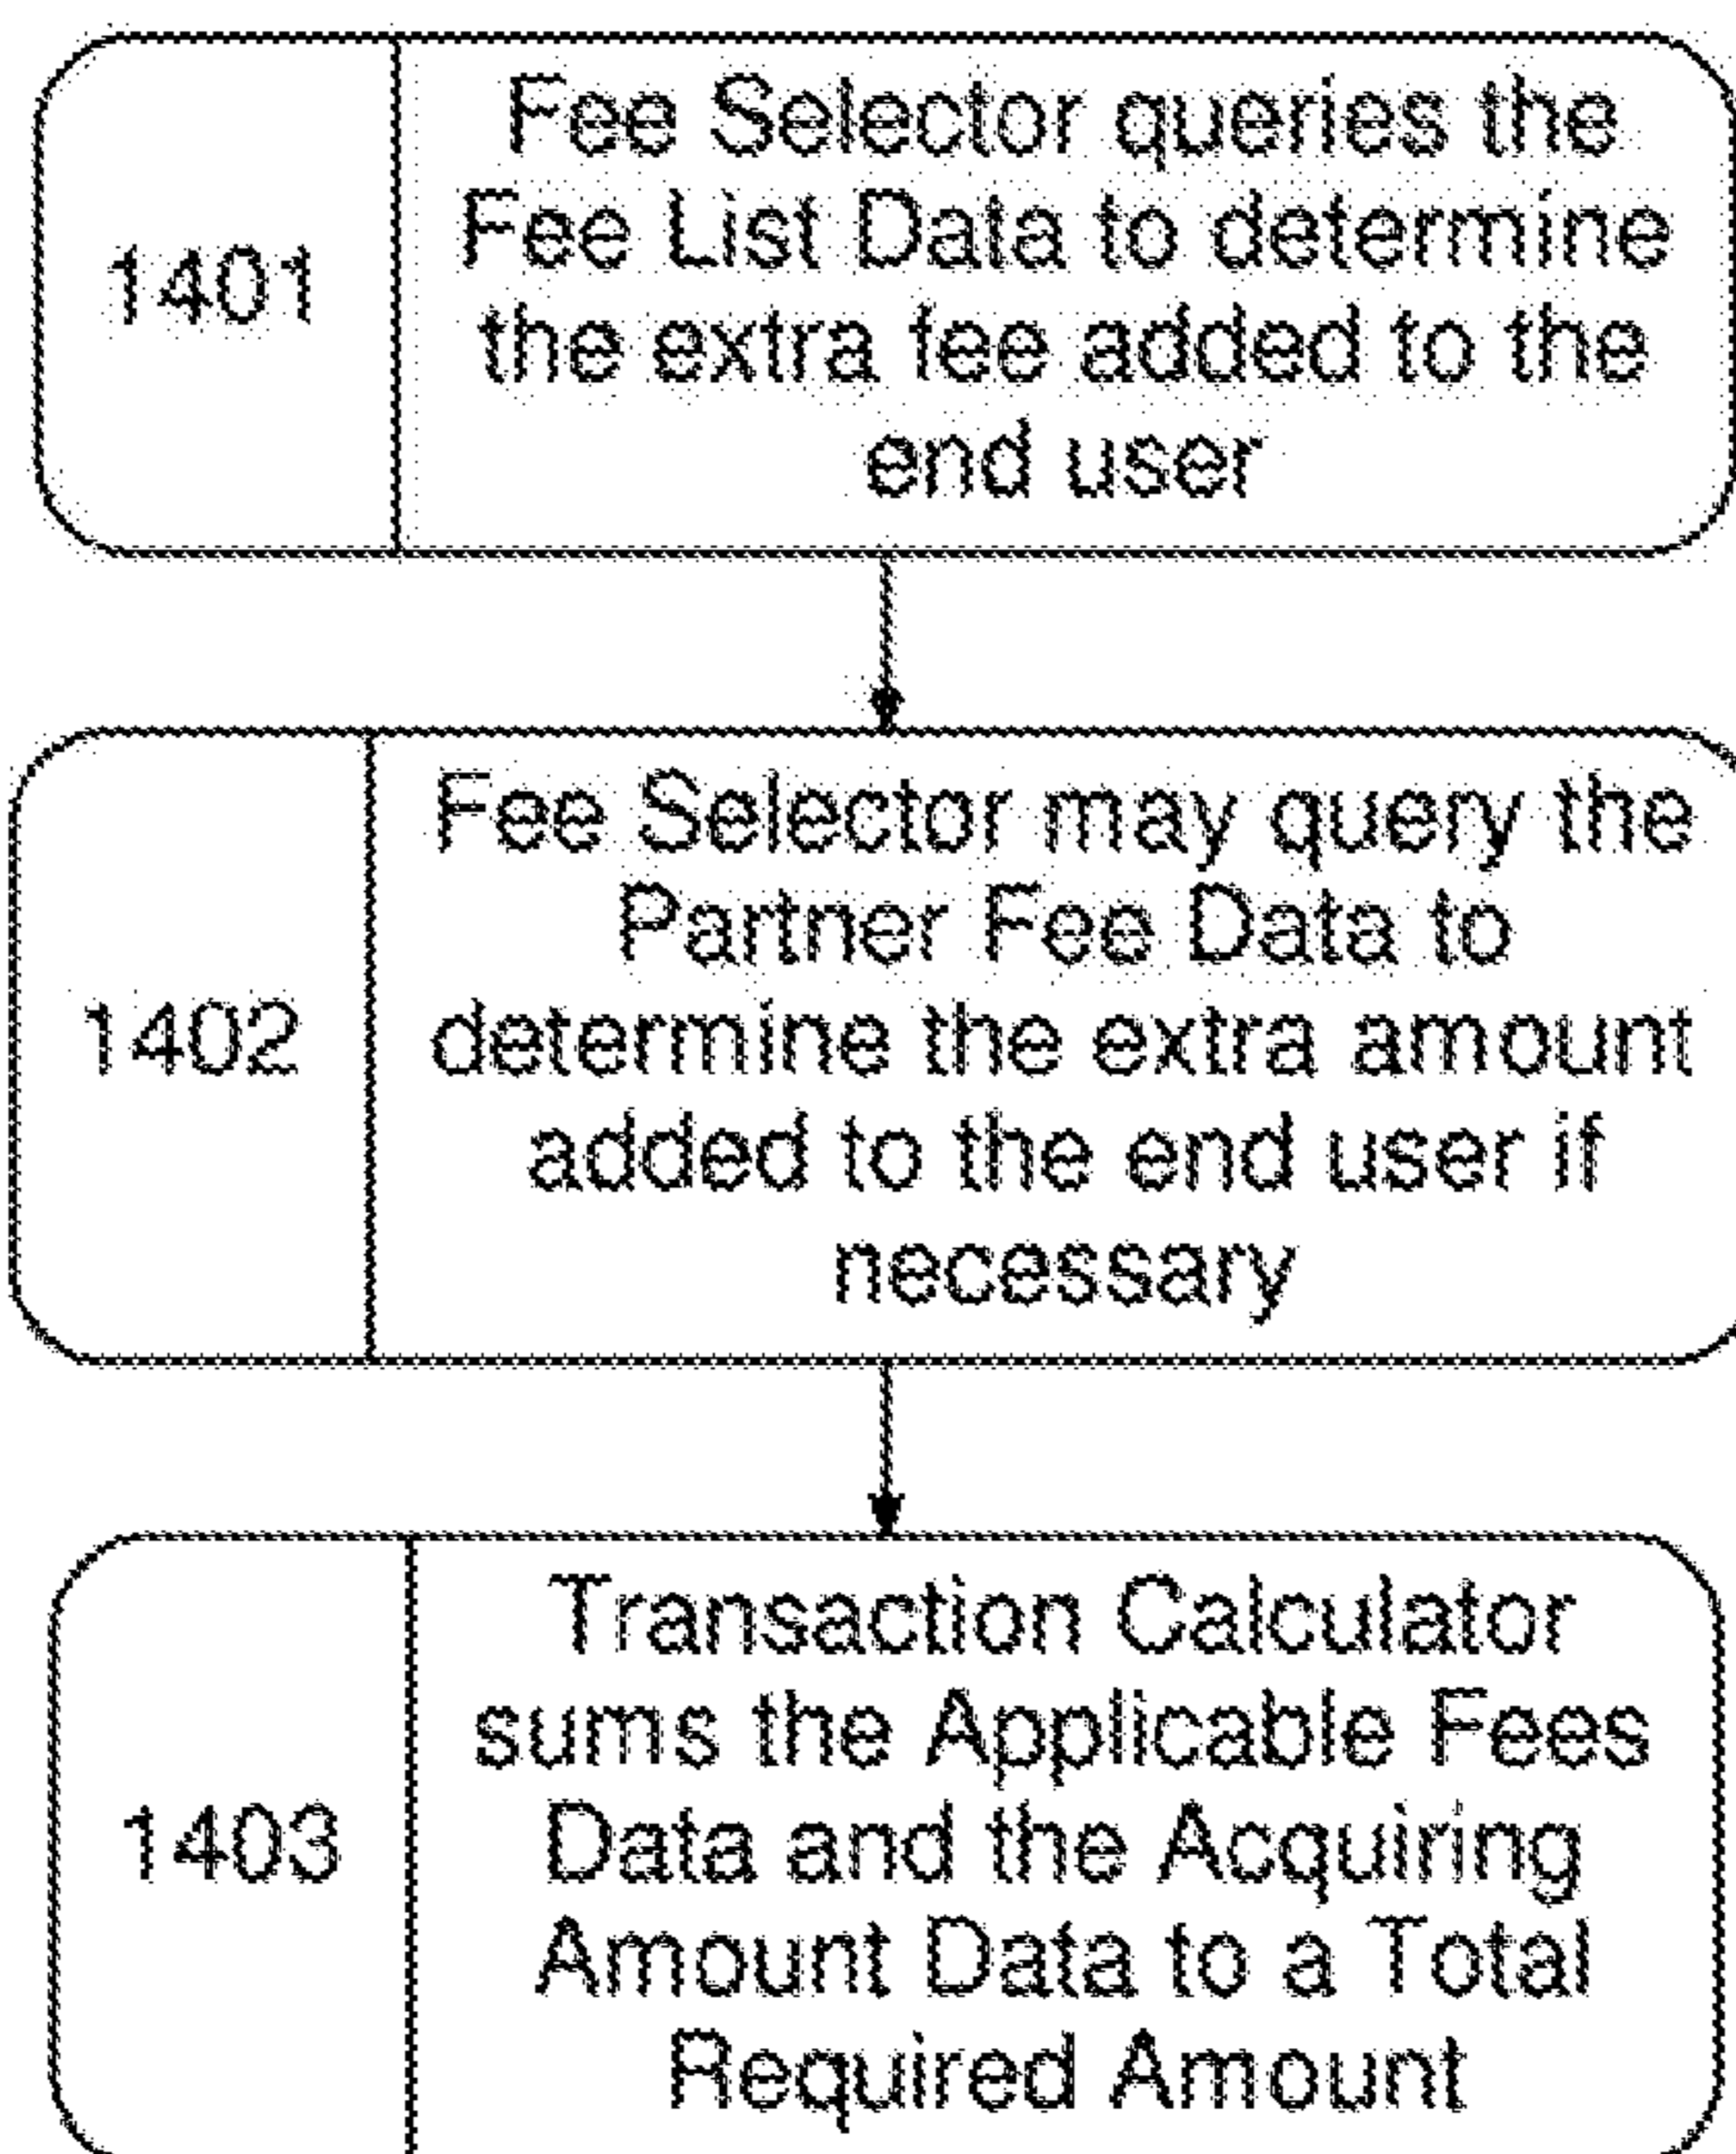 1401
Fee Selector queries the
Fee List Data to determine
the extra fee added to the
end user
1402
Fee Selector may query the
Partner Fee Data to
determine the extra amount
added to the end user if
necessary
1403
Transaction Calculator
sums the Applicable Fees
Data and the Acquiring
Amount Data to a Total
Required Amount